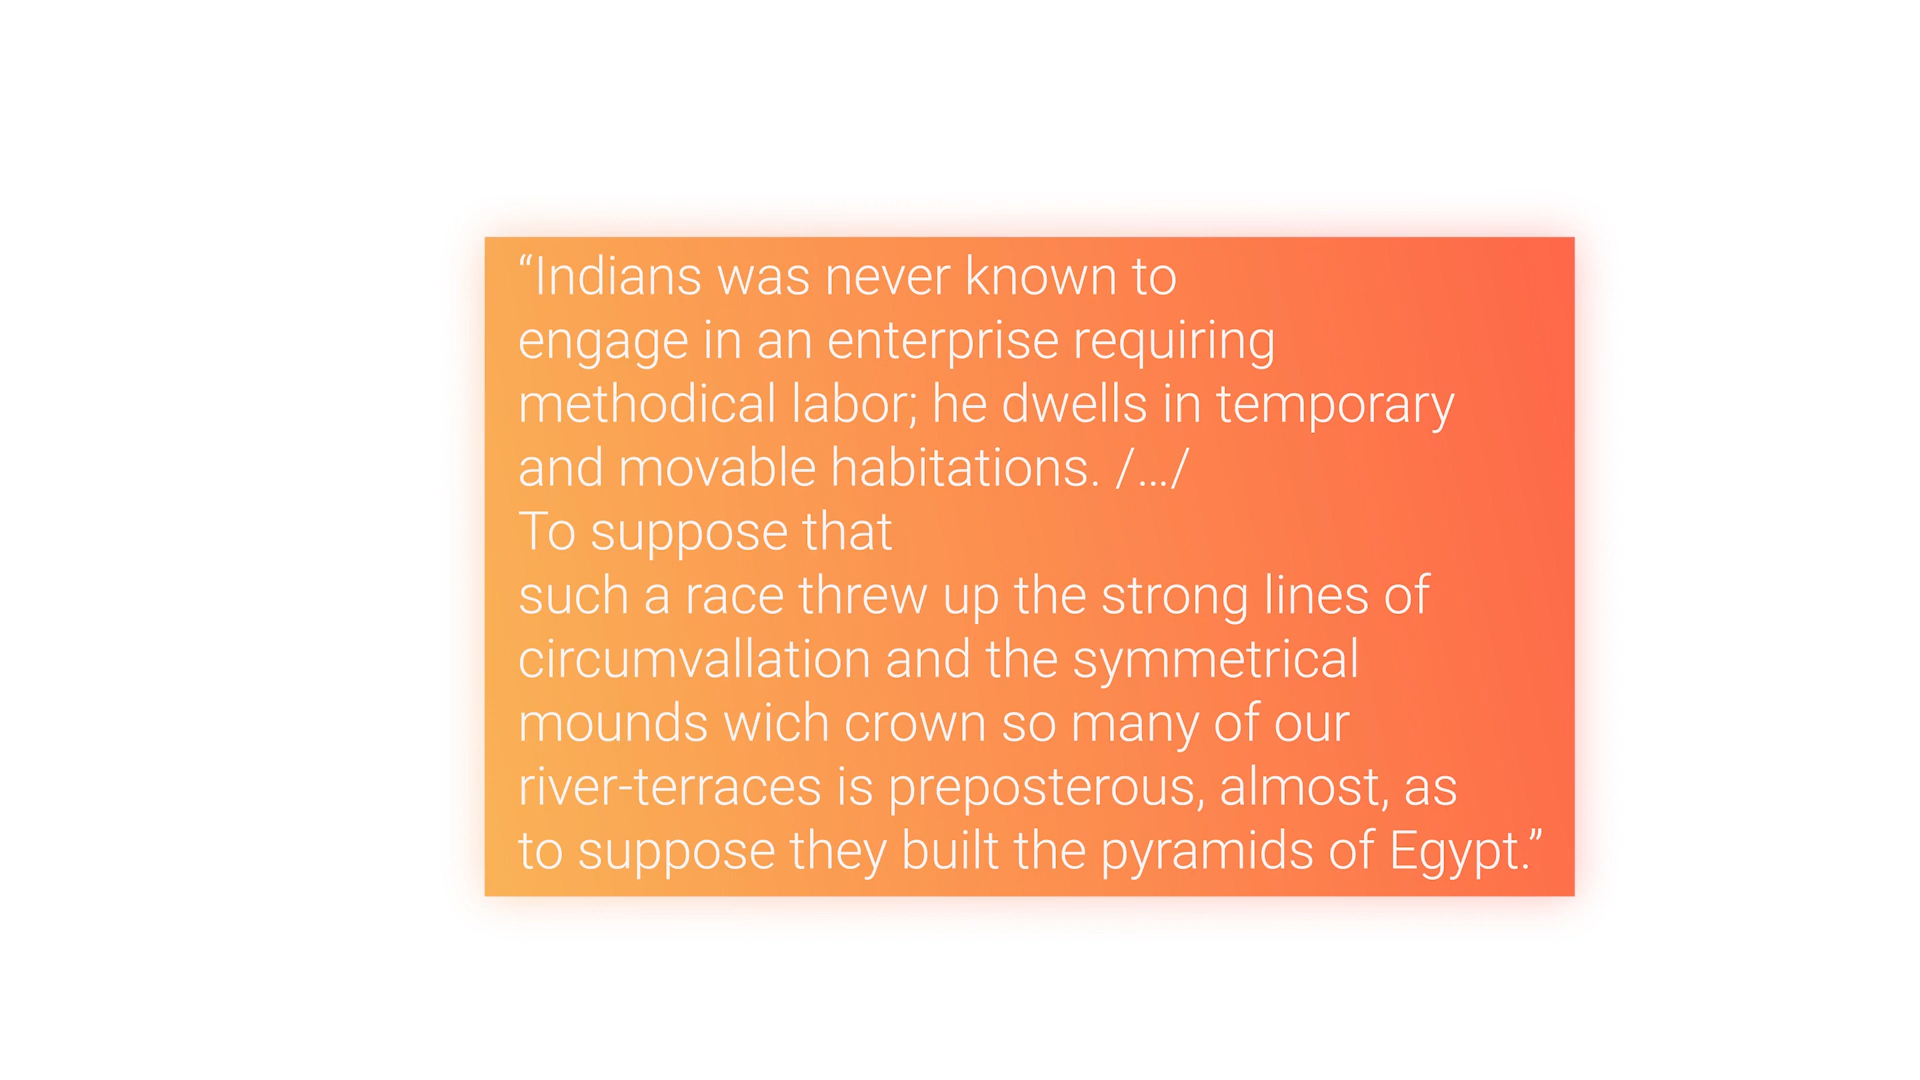 “Indians was never known to
engage in an enterprise requiring
methodical labor; he dwells in temporary
and movable habitations. /…/
To suppose that
such a race threw up the strong lines of
circumvallation and the symmetrical
mounds wich crown so many of our
river-terraces is preposterous, almost, as
to suppose they built the pyramids of Egypt.”